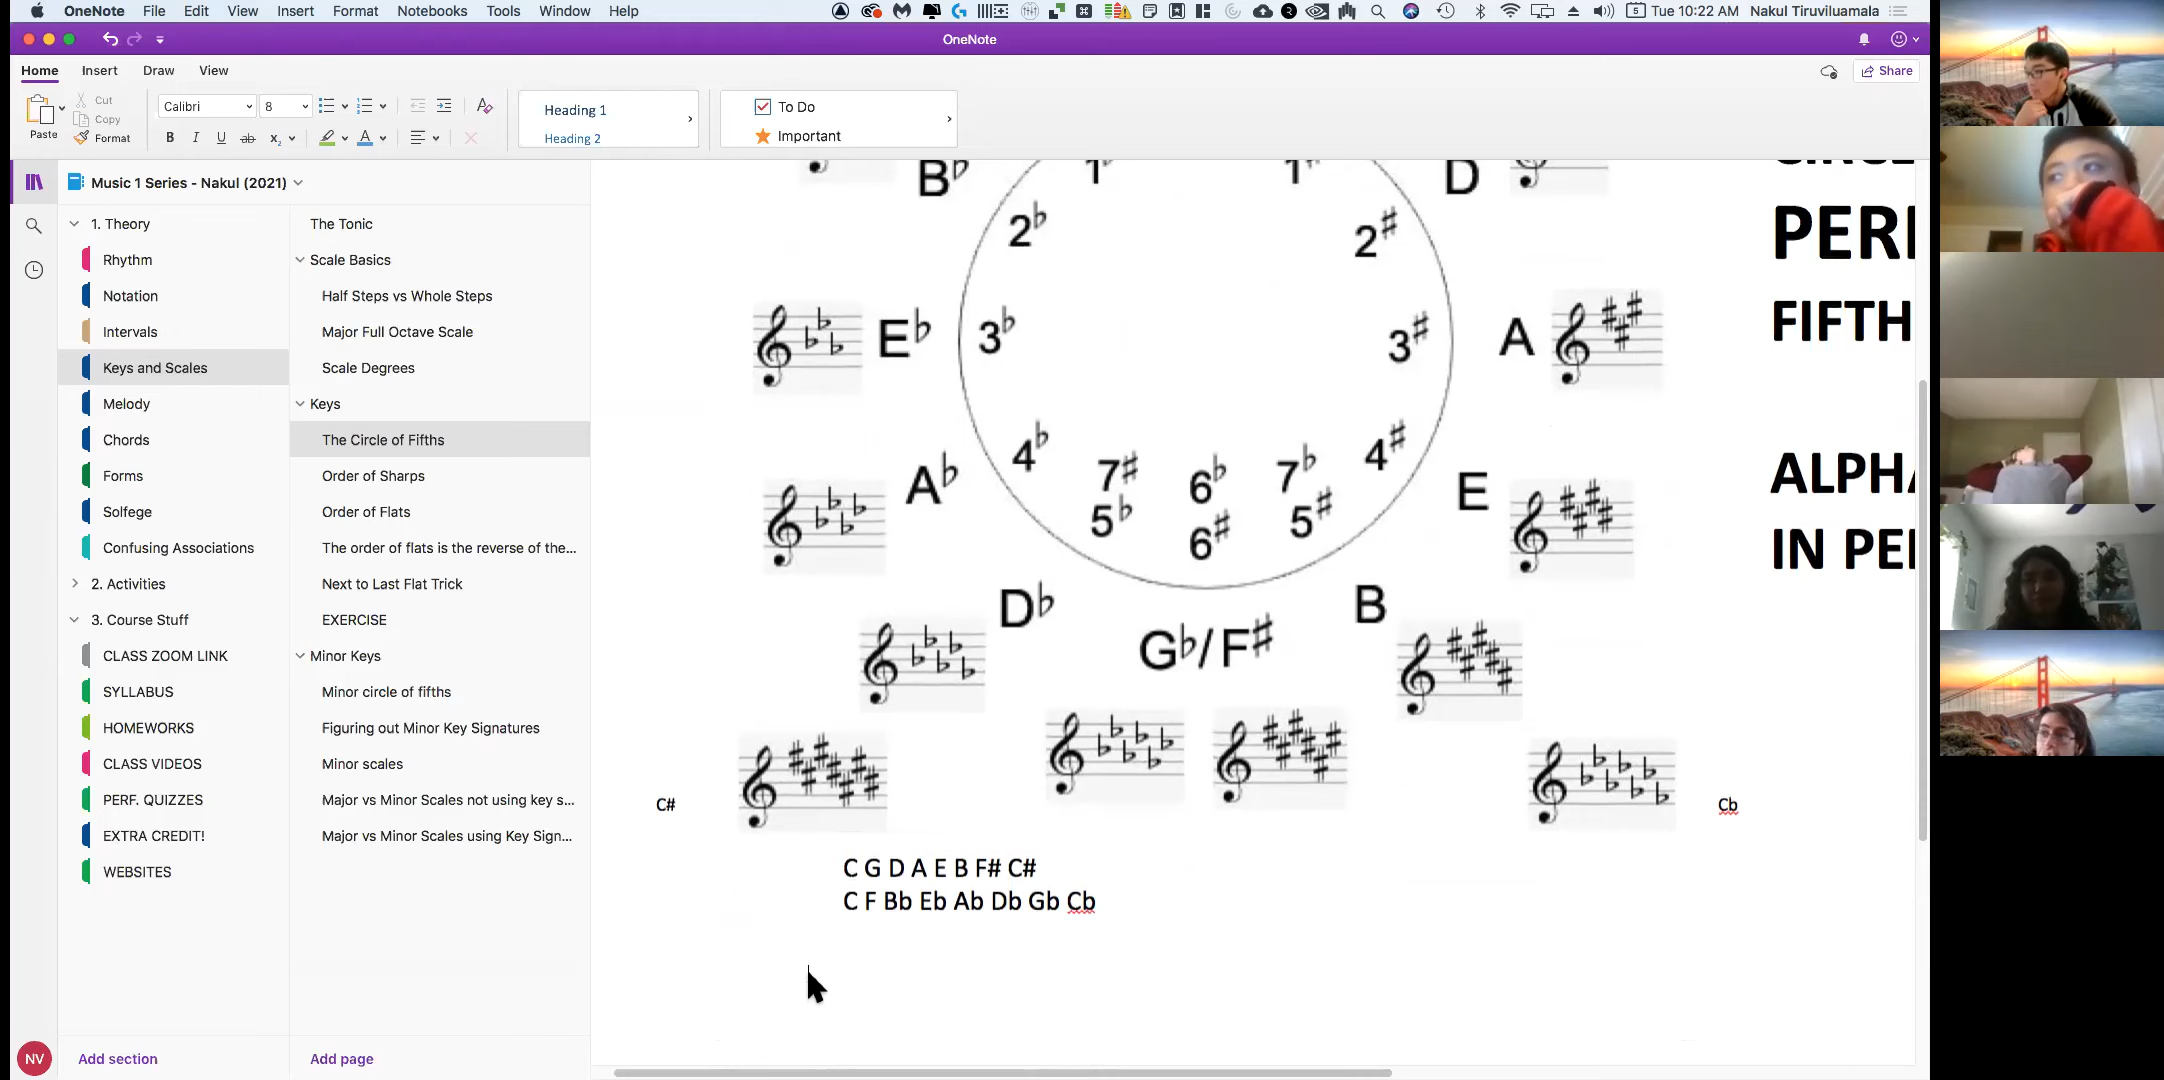 OneNote File Edit View Insert Format Notebooks Tools Window Help
Tue 10:22 AM Nakul Tiruviluamala
OneNote
Home Insert Draw View
Share
Paste
Cut
Copy
Format
Calibri 8
Heading 1
Heading 2
To Do
Important
Music 1 Series - Nakul (2021)
1. Theory
Rhythm
Notation
Intervals
Keys and Scales
Melody
Chords
Forms
Solfege
Confusing Associations
2. Activities
3. Course Stuff
CLASS ZOOM LINK
SYLLABUS
HOMEWORKS
CLASS VIDEOS
PERF. QUIZZES
EXTRA CREDIT!
WEBSITES
Add section
NV
The Tonic
Scale Basics
Half Steps vs Whole Steps
Major Full Octave Scale
Scale Degrees
Keys
The Circle of Fifths
Order of Sharps
Order of Flats
The order of flats is the reverse of the...
Next to Last Flat Trick
EXERCISE
Minor Keys
Minor circle of fifths
Figuring out Minor Key Signatures
Minor scales
Major vs Minor Scales not using key s...
Major vs Minor Scales using Key Sign...
Add page
B♭ 1♭ 1♯ D
2♭ 2♯
E♭ 3♭ 3♯ A
A♭ 4♭ 4♯ E
7♯ 6♭ 7♭
5♭ 6♯ 5♯
D♭ G♭/F♯ B
C# Cb
C G D A E B F# C#
C F Bb Eb Ab Db Gb Cb
PER
FIFTH
ALPHA
IN PE